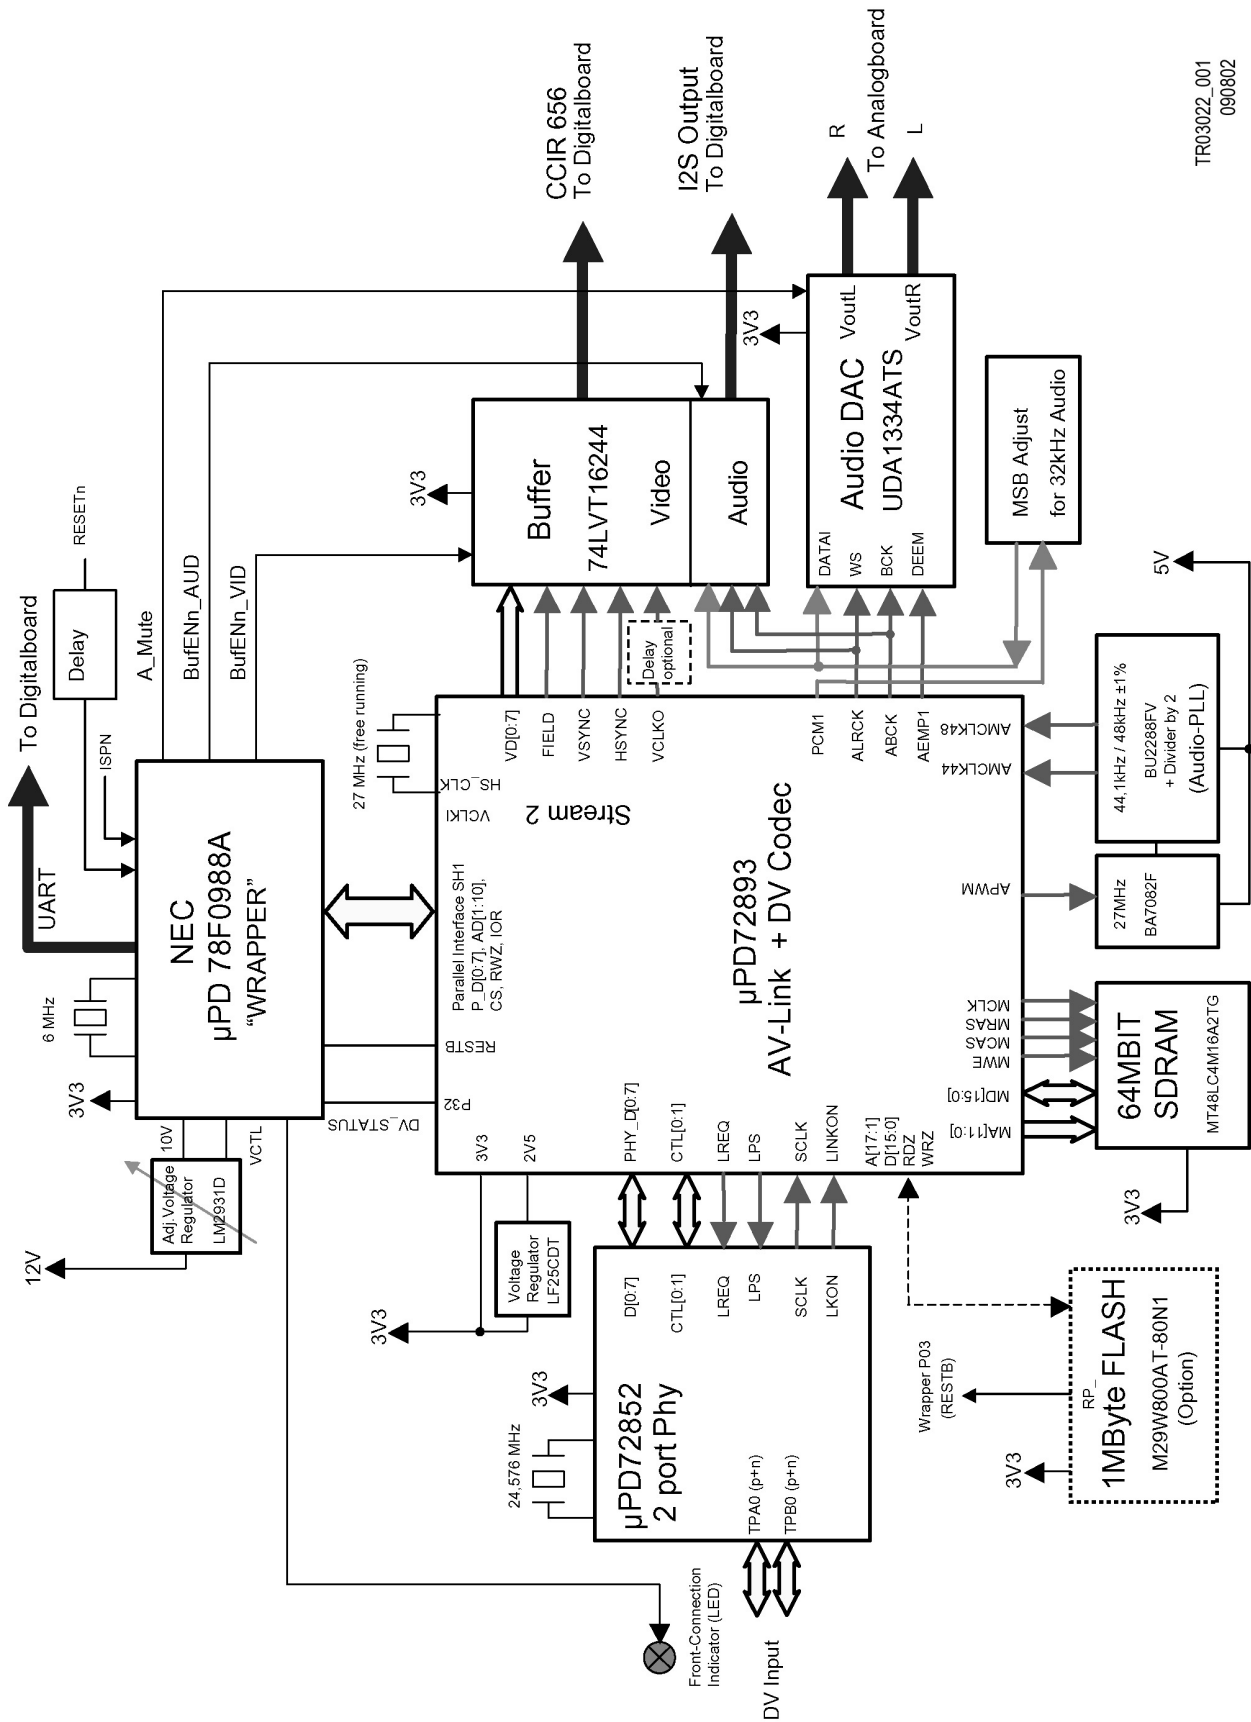 12V
Adj.Voltage
Regulator
LM2931D
10V
VCTL
3V3
6 MHz
NEC
µPD 78F0988A
“WRAPPER”
UART
To Digitalboard
ISPN
Delay
RESETn
A_Mute
BufENn_AUD
BufENn_VID
DV_STATUS
P32
RESTB
Parallel Interface SH1
P_D[0:7], AD[1:10],
CS, RWZ, IOR
VCLKI
HS_CLK
27 MHz (free running)
Stream 2
3V3
Voltage
Regulator
LF25CDT
3V3
2V5
PHY_D[0:7]
CTL[0:1]
LREQ
LPS
SCLK
LINKON
A[17:1]
D[15:0]
RDZ
WRZ
µPD72893
AV-Link + DV Codec
VD[0:7]
FIELD
VSYNC
HSYNC
VCLKO
PCM1
ALRCK
ABCK
AEMP1
Delay
optional
3V3
Buffer
74LVT16244
Video
Audio
CCIR 656
To Digitalboard
I2S Output
To Digitalboard
3V3
DATAI
WS
BCK
DEEM
Audio DAC
UDA1334ATS
VoutL
VoutR
R
To Analogboard
L
MSB Adjust
for 32kHz Audio
24,576 MHz
3V3
µPD72852
2 port Phy
D[0:7]
CTL[0:1]
LREQ
LPS
SCLK
LKON
TPA0 (p+n)
TPB0 (p+n)
DV Input
Front-Connection
Indicator (LED)
MA[11:0]
MD[15:0]
MWE
MCAS
MRAS
MCLK
APWM
AMCLK44
AMCLK48
Wrapper P03
(RESTB)
3V3
RP_
1MByte FLASH
M29W800AT-80N1
(Option)
3V3
64MBIT
SDRAM
MT48LC4M16A2TG
27MHz
BA7082F
44,1kHz / 48kHz ±1%
BU2288FV
+ Divider by 2
(Audio-PLL)
5V
TR03022_001
090802